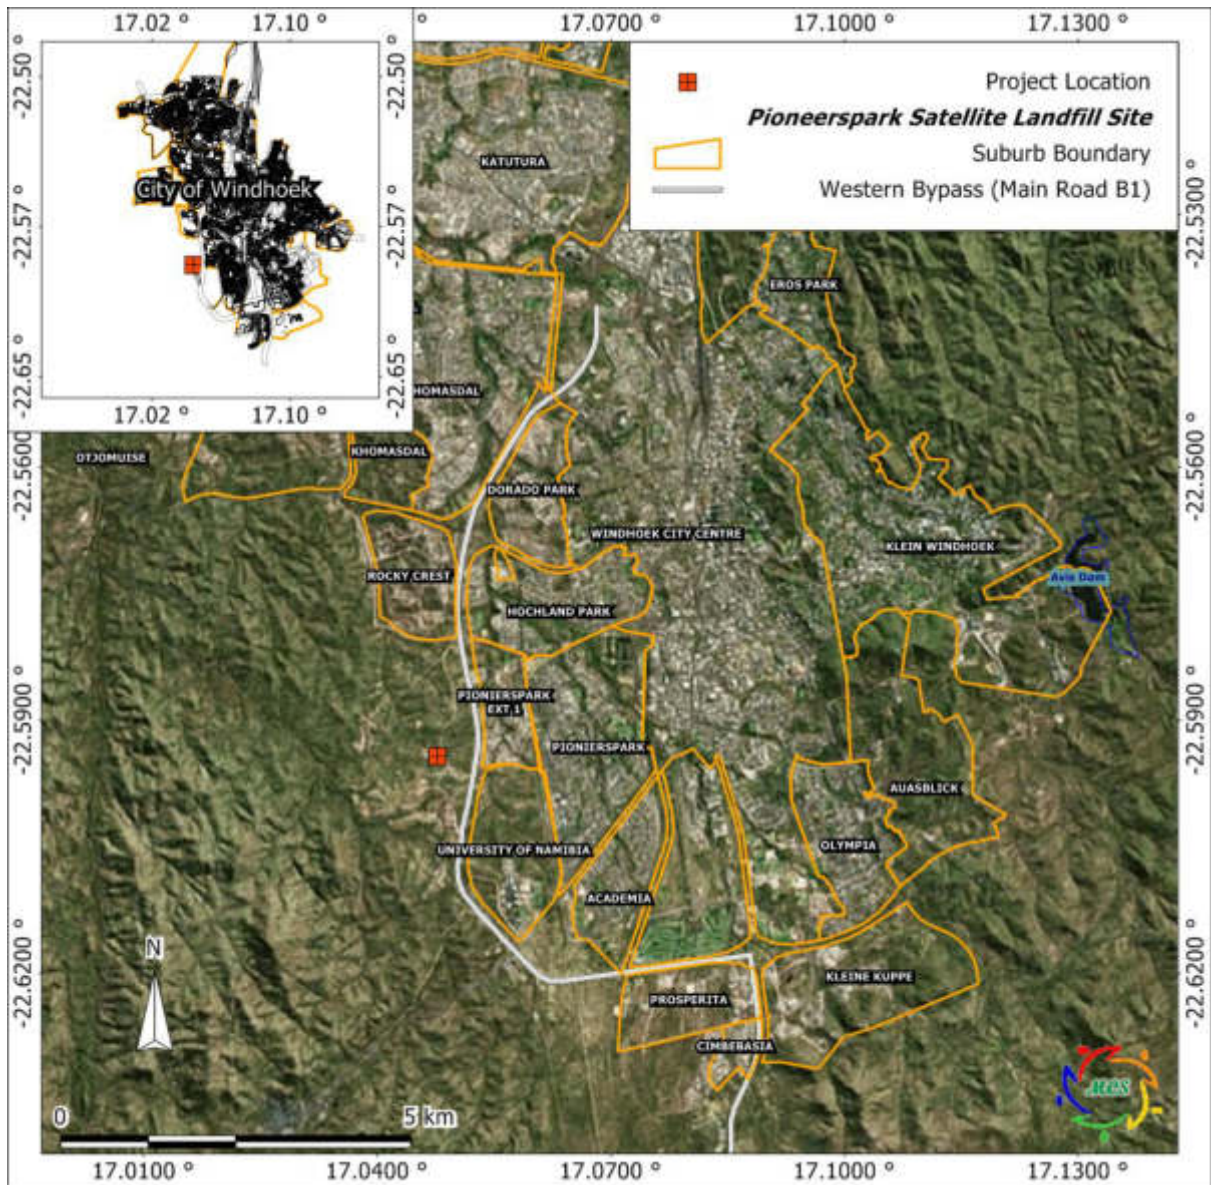 17.02 °
17.10 °
17.0700 °
17.1000 °
17.1300 °
-22.50 °
-22.57 °
-22.65 °
City of Windhoek
-22.50 °
-22.57 °
-22.65 °
17.02 °
17.10 °
Project Location
Pioneerspark Satellite Landfill Site
Suburb Boundary
Western Bypass (Main Road B1)
KATUTURA
-22.5300 °
EROS PARK
HOMASDAL
OTJOMUISE
KHOMASDAL
-22.5600 °
-22.5600 °
DORADO PARK
WINDHOEK CITY CENTRE
KLEIN WINDHOEK
ROCKY CREST
Avis Dam
HOCHLAND PARK
PIONIERSPARK
EXT 1
-22.5900 °
-22.5900 °
PIONIERSPARK
AUASBLICK
UNIVERSITY OF NAMIBIA
OLYMPIA
ACADEMIA
N
-22.6200 °
-22.6200 °
KLEINE KUPPE
PROSPERITA
CIMBEBASIA
MCS
0
5 km
17.0100 °
17.0400 °
17.0700 °
17.1000 °
17.1300 °